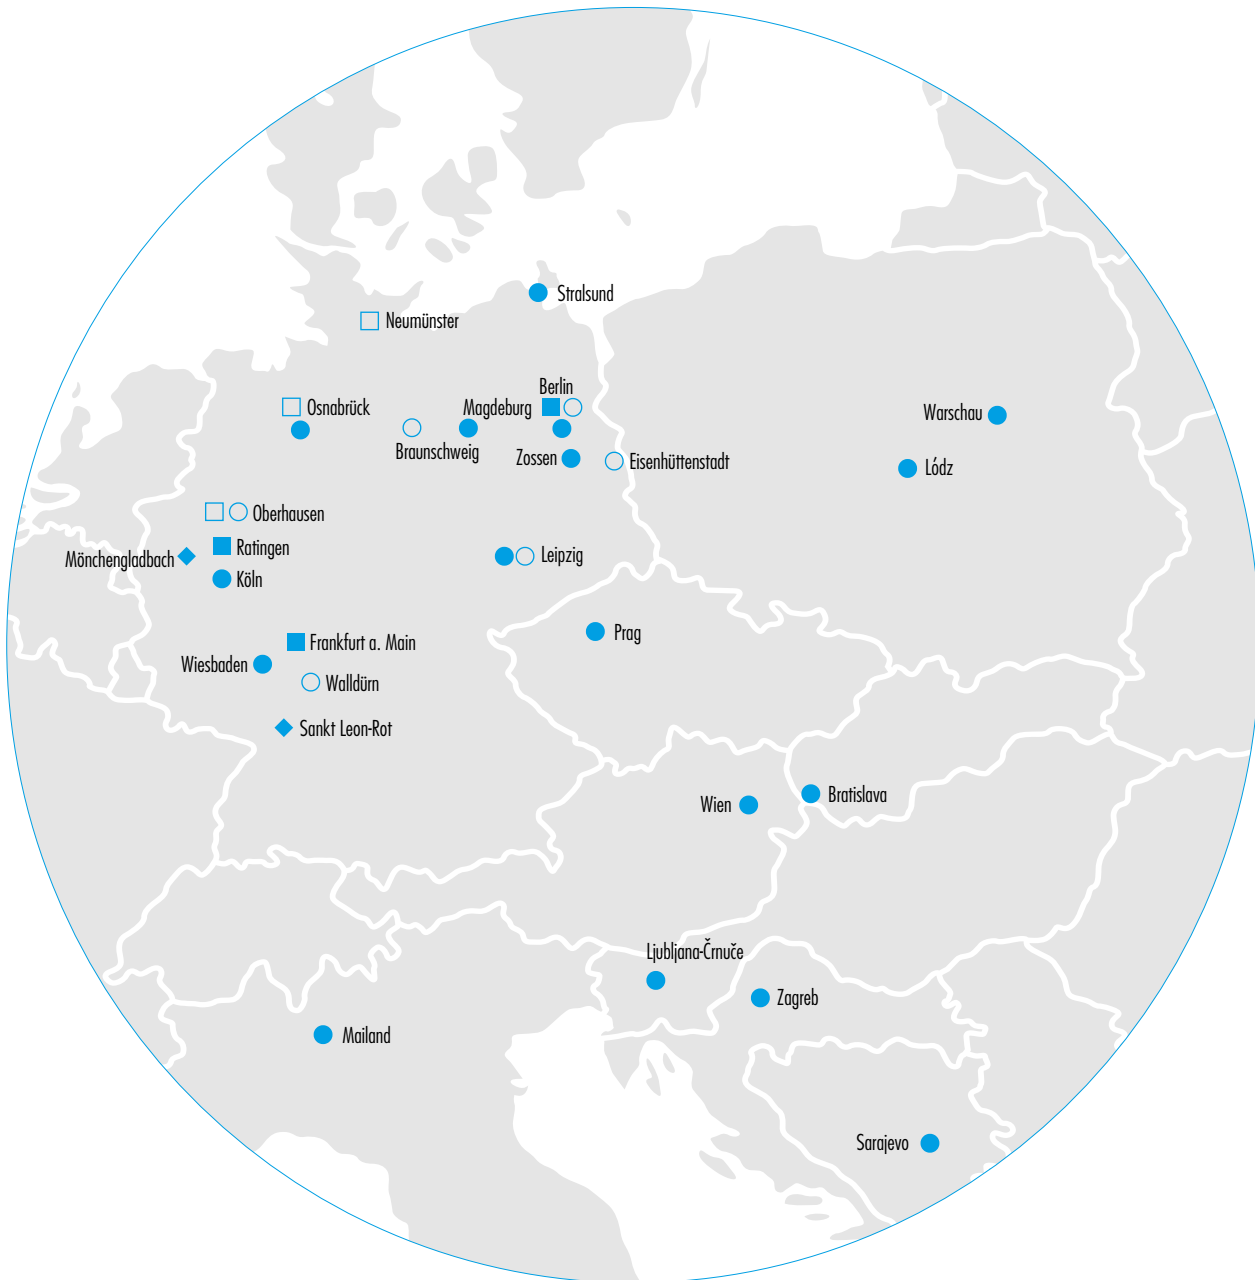 Stralsund
Neumünster
Berlin
Osnabrück
Magdeburg
Warschau
Braunschweig
Zossen
Eisenhüttenstadt
Lódz
Oberhausen
Ratingen
Mönchengladbach
Leipzig
Köln
Prag
Frankfurt a. Main
Wiesbaden
Walldürn
Sankt Leon-Rot
Bratislava
Wien
Ljubljana-Črnuče
Zagreb
Mailand
Sarajevo